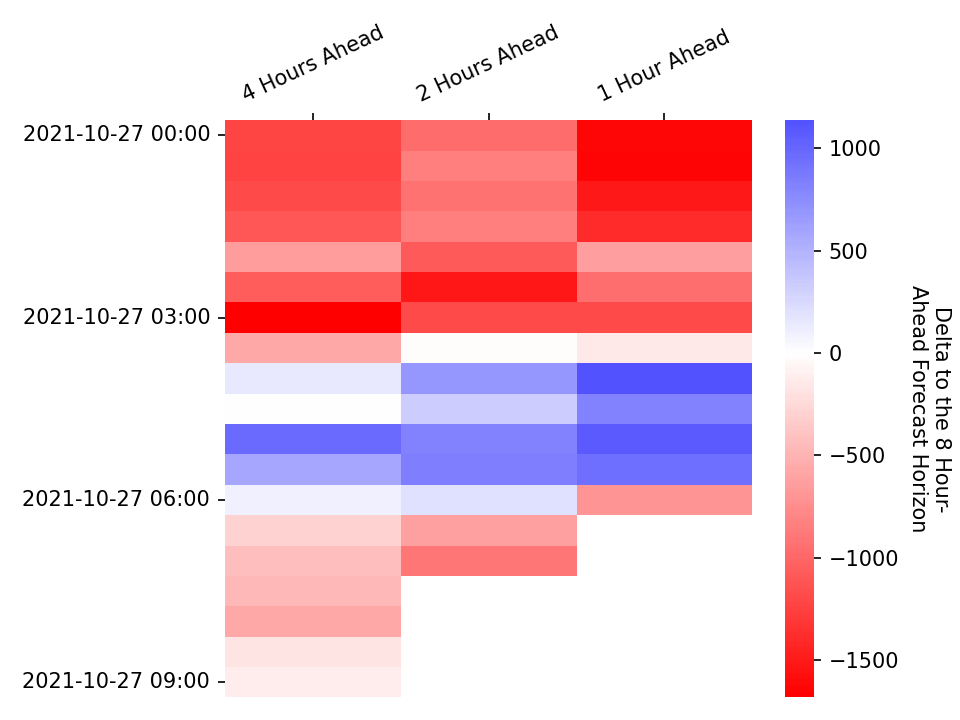 4 Hours Ahead
2 Hours Ahead
1 Hour Ahead
2021-10-27 00:00
2021-10-27 03:00
2021-10-27 06:00
2021-10-27 09:00
1000
500
0
−500
−1000
−1500
Delta to the 8 Hour-
Ahead Forecast Horizon